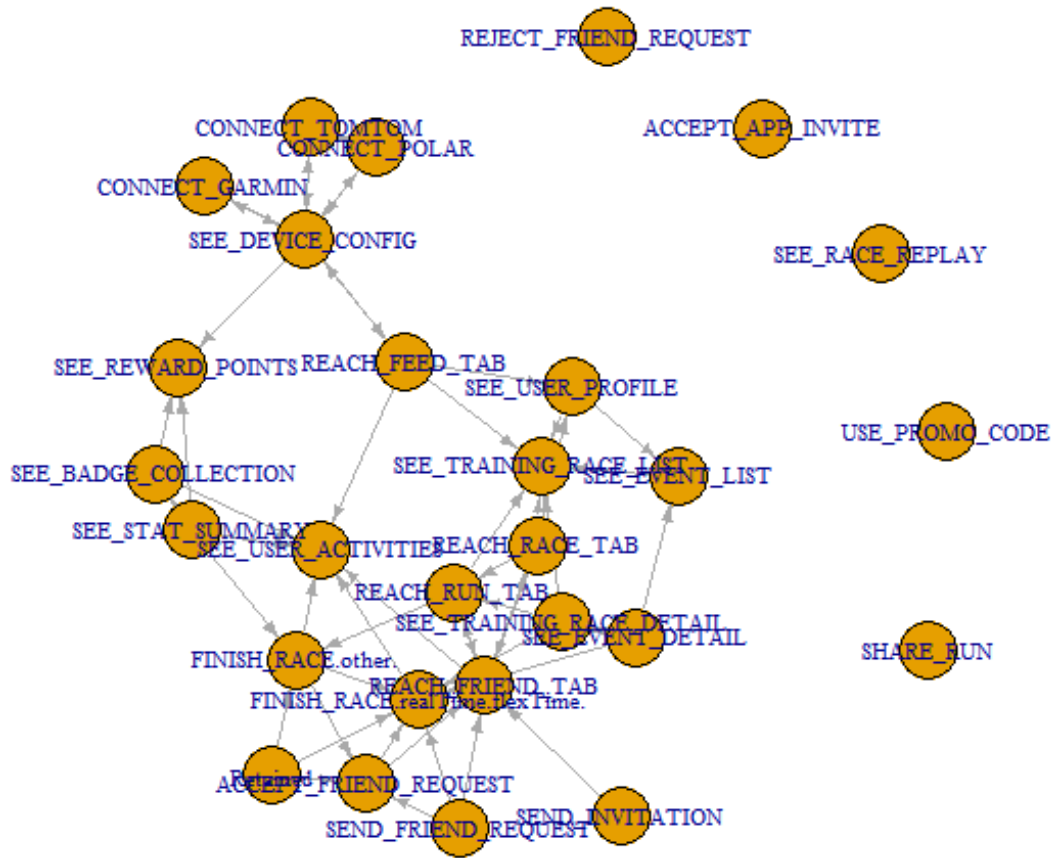 REJECT_FRIEND_REQUEST
CONNECT_TOMTOM
ACCEPT_APP_INVITE
CONNECT_POLAR
CONNECT_GARMIN
SEE_DEVICE_CONFIG
SEE_RACE_REPLAY
SEE_REWARD_POINTS
REACH_FEED_TAB
SEE_USER_PROFILE
USE_PROMO_CODE
SEE_TRAINING_RACE_LIST
SEE_BADGE_COLLECTION
SEE_EVENT_LIST
SEE_STAT_SUMMARY
SEE_USER_ACTIVITIES
REACH_RACE_TAB
REACH_RUN_TAB
SEE_TRAINING_RACE_DETAIL
SEE_EVENT_DETAIL
SHARE_RUN
FINISH_RACE.other.
REACH_FRIEND_TAB
FINISH_RACE.realTime.flexTime.
Retained
ACCEPT_FRIEND_REQUEST
SEND_INVITATION
SEND_FRIEND_REQUEST